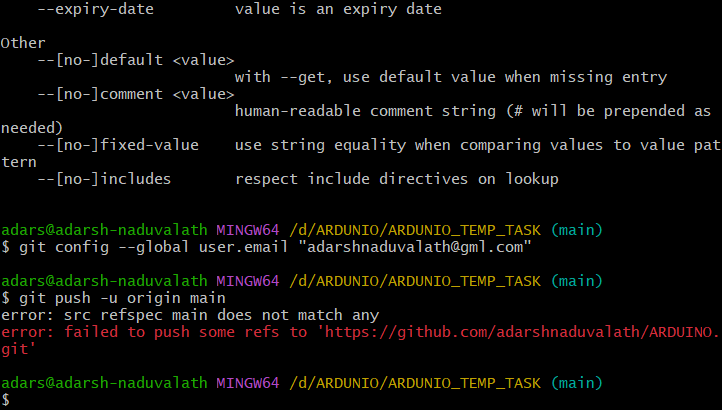 --expiry-date         value is an expiry date
Other
--[no-]default <value>
with --get, use default value when missing entry
--[no-]comment <value>
human-readable comment string (# will be prepended as
needed)
--[no-]fixed-value    use string equality when comparing values to value pat
tern
--[no-]includes       respect include directives on lookup
adars@adarsh-naduvalath MINGW64 /d/ARDUNIO/ARDUNIO_TEMP_TASK (main)
$ git config --global user.email "adarshnaduvalath@gml.com"
adars@adarsh-naduvalath MINGW64 /d/ARDUNIO/ARDUNIO_TEMP_TASK (main)
$ git push -u origin main
error: src refspec main does not match any
error: failed to push some refs to 'https://github.com/adarshnaduvalath/ARDUINO.
git'
adars@adarsh-naduvalath MINGW64 /d/ARDUNIO/ARDUNIO_TEMP_TASK (main)
$